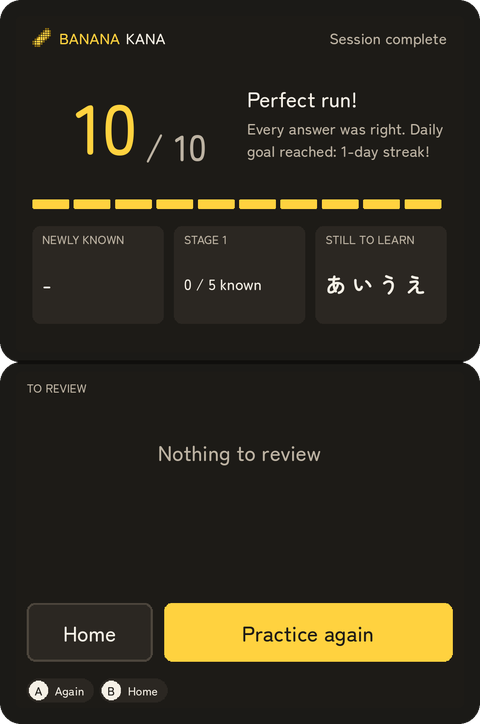 BANANA KANA
Session complete
10 / 10
Perfect run!
Every answer was right. Daily
goal reached: 1-day streak!
NEWLY KNOWN
–
STAGE 1
0 / 5 known
STILL TO LEARN
あ い う え
TO REVIEW
Nothing to review
Home
Practice again
A Again
B Home